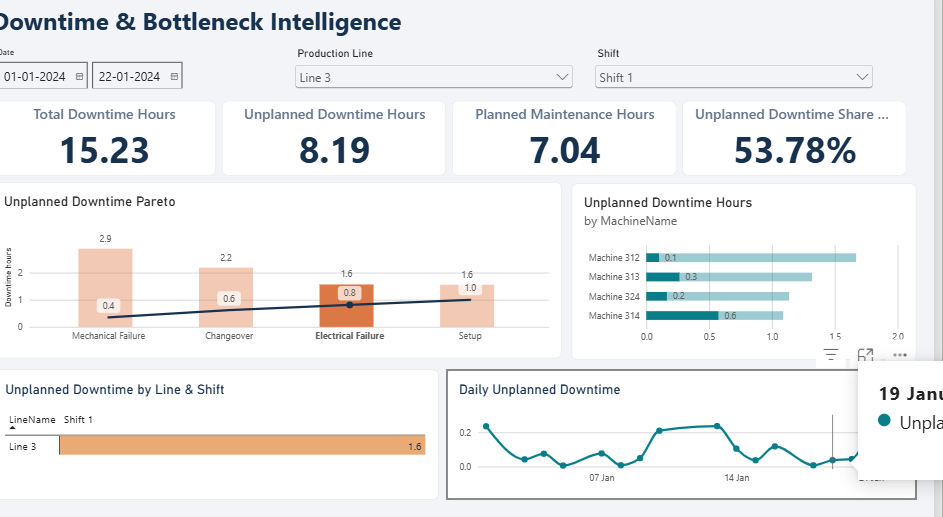 Downtime & Bottleneck Intelligence
Date
Production Line
Shift
01-01-2024
22-01-2024
Line 3
Shift 1
Total Downtime Hours
15.23
Unplanned Downtime Hours
8.19
Planned Maintenance Hours
7.04
Unplanned Downtime Share ...
53.78%
Unplanned Downtime Pareto
Downtime hours
2.9
2.2
1.6
1.6
0.4
0.6
0.8
1.0
2
1
0
Mechanical Failure
Changeover
Electrical Failure
Setup
Unplanned Downtime Hours
by MachineName
Machine 312
0.1
Machine 313
0.3
Machine 324
0.2
Machine 314
0.6
0.0
0.5
1.0
1.5
2.0
Unplanned Downtime by Line & Shift
LineName
Shift 1
Line 3
1.6
Daily Unplanned Downtime
0.2
0.0
07 Jan
14 Jan
19 Janu
Unpla